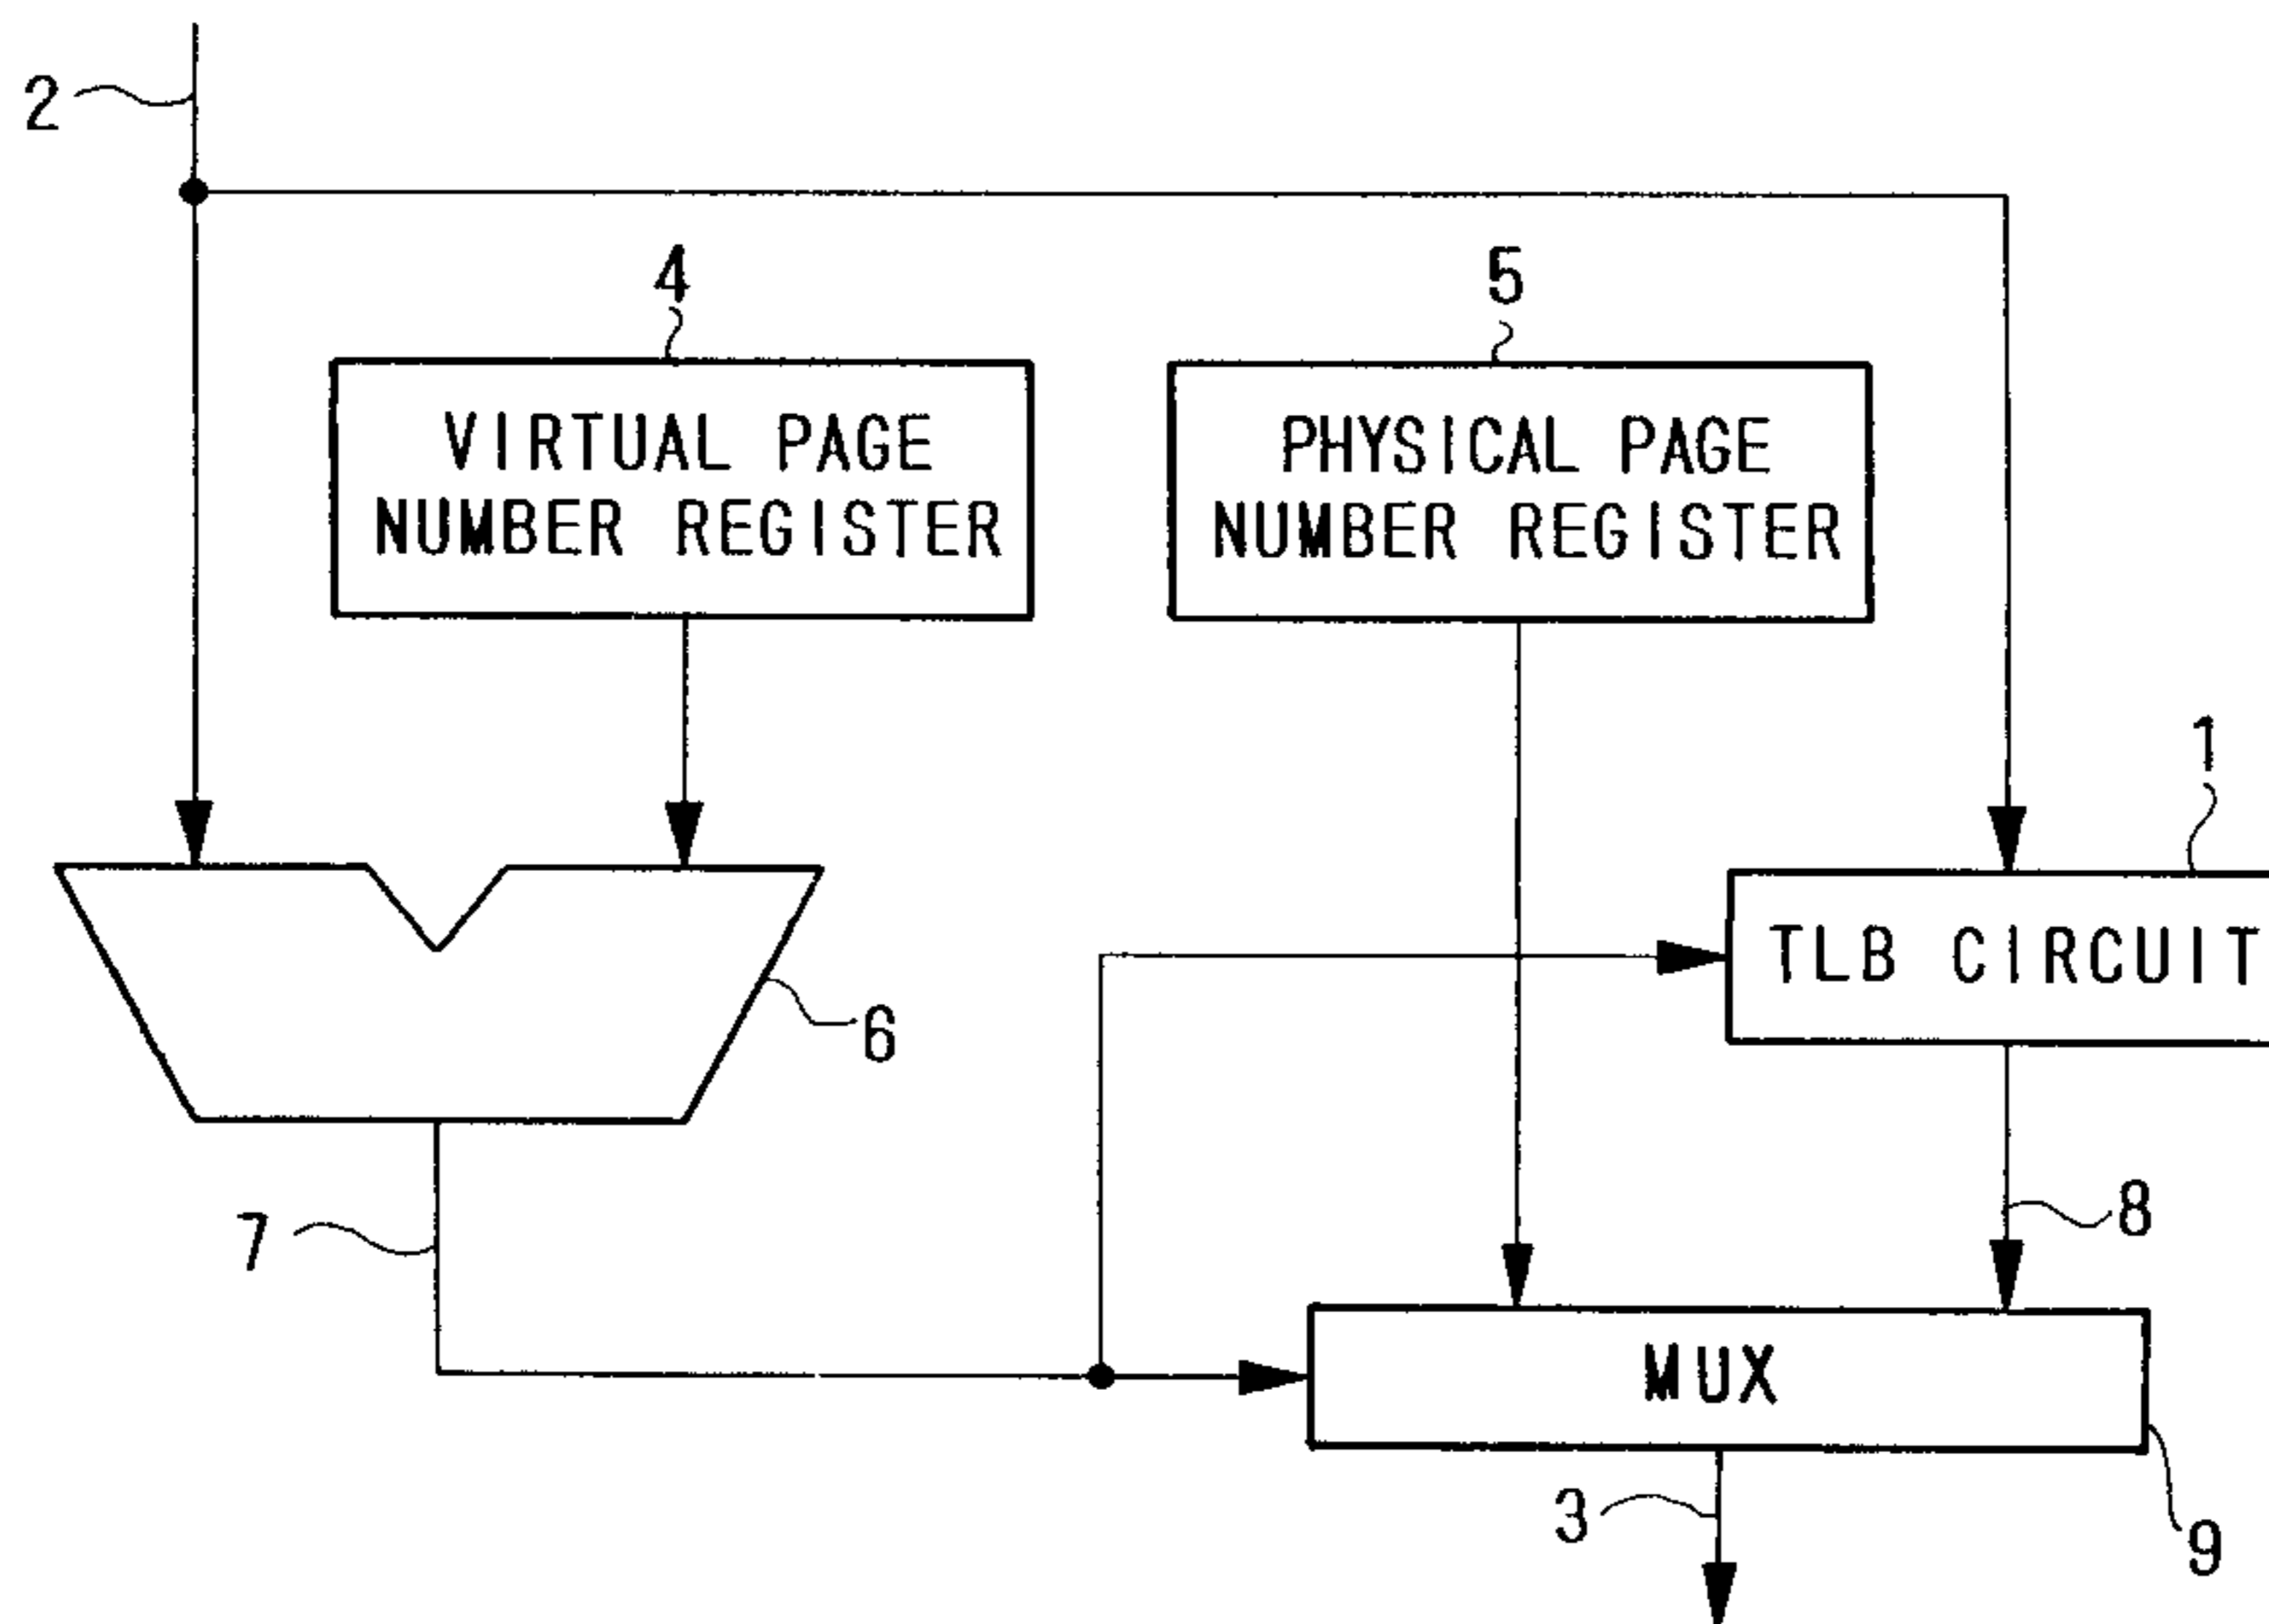 2
4
5
VIRTUAL PAGE
NUMBER REGISTER
PHYSICAL PAGE
NUMBER REGISTER
1
TLB CIRCUIT
6
7
8
MUX
3
9